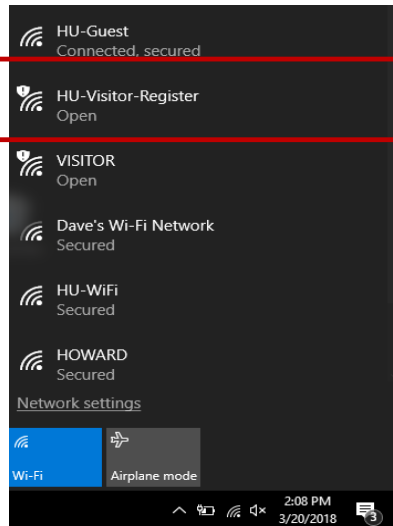 HU-Guest
Connected, secured
HU-Visitor-Register
Open
VISITOR
Open
Dave's Wi-Fi Network
Secured
HU-WiFi
Secured
HOWARD
Secured
Network settings
Wi-Fi
Airplane mode
2:08 PM
3/20/2018
3